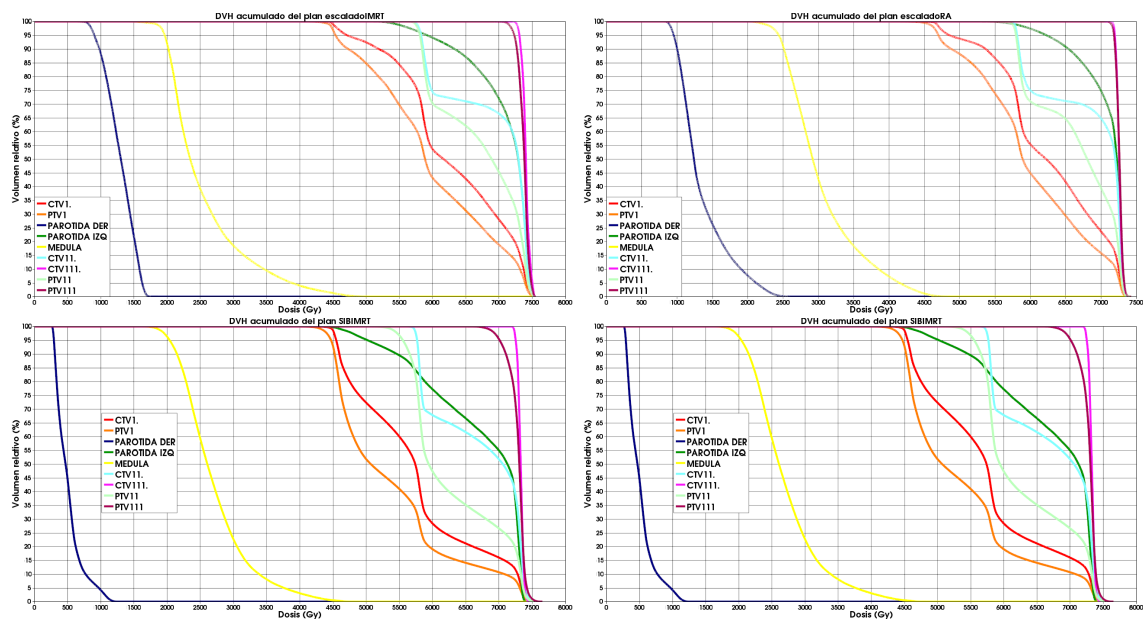 DVH acumulado del plan escaladoIMRT
Volumen relativo (%)
100
95
90
85
80
75
70
65
60
55
50
45
40
35
30
25
20
15
10
5
0
CTV1.
PTV1
PAROTIDA DER
PAROTIDA IZQ
MEDULA
CTV11.
CTV111.
PTV11
PTV111
0 500 1000 1500 2000 2500 3000 3500 4000 4500 5000 5500 6000 6500 7000 7500 8000
Dosis (Gy)
DVH acumulado del plan escaladoRA
Volumen relativo (%)
100
95
90
85
80
75
70
65
60
55
50
45
40
35
30
25
20
15
10
5
0
CTV1.
PTV1
PAROTIDA DER
PAROTIDA IZQ
MEDULA
CTV11.
CTV111.
PTV11
PTV111
0 500 1000 1500 2000 2500 3000 3500 4000 4500 5000 5500 6000 6500 7000 7500
Dosis (Gy)
DVH acumulado del plan SIBIMRT
Volumen relativo (%)
100
95
90
85
80
75
70
65
60
55
50
45
40
35
30
25
20
15
10
5
0
CTV1.
PTV1
PAROTIDA DER
PAROTIDA IZQ
MEDULA
CTV11.
CTV111.
PTV11
PTV111
0 500 1000 1500 2000 2500 3000 3500 4000 4500 5000 5500 6000 6500 7000 7500 8000
Dosis (Gy)
DVH acumulado del plan SIBIMRT
Volumen relativo (%)
100
95
90
85
80
75
70
65
60
55
50
45
40
35
30
25
20
15
10
5
0
CTV1.
PTV1
PAROTIDA DER
PAROTIDA IZQ
MEDULA
CTV11.
CTV111.
PTV11
PTV111
0 500 1000 1500 2000 2500 3000 3500 4000 4500 5000 5500 6000 6500 7000 7500 8000
Dosis (Gy)